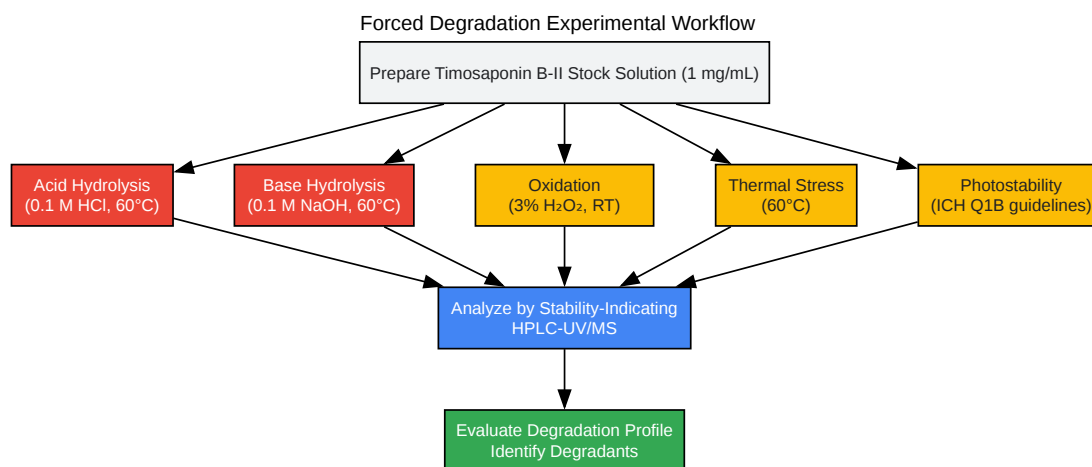 Forced Degradation Experimental Workflow
Prepare Timosaponin B-II Stock Solution (1 mg/mL)
Acid Hydrolysis
(0.1 M HCl, 60°C)
Base Hydrolysis
(0.1 M NaOH, 60°C)
Oxidation
(3% H₂O₂, RT)
Thermal Stress
(60°C)
Photostability
(ICH Q1B guidelines)
Analyze by Stability-Indicating
HPLC-UV/MS
Evaluate Degradation Profile
Identify Degradants